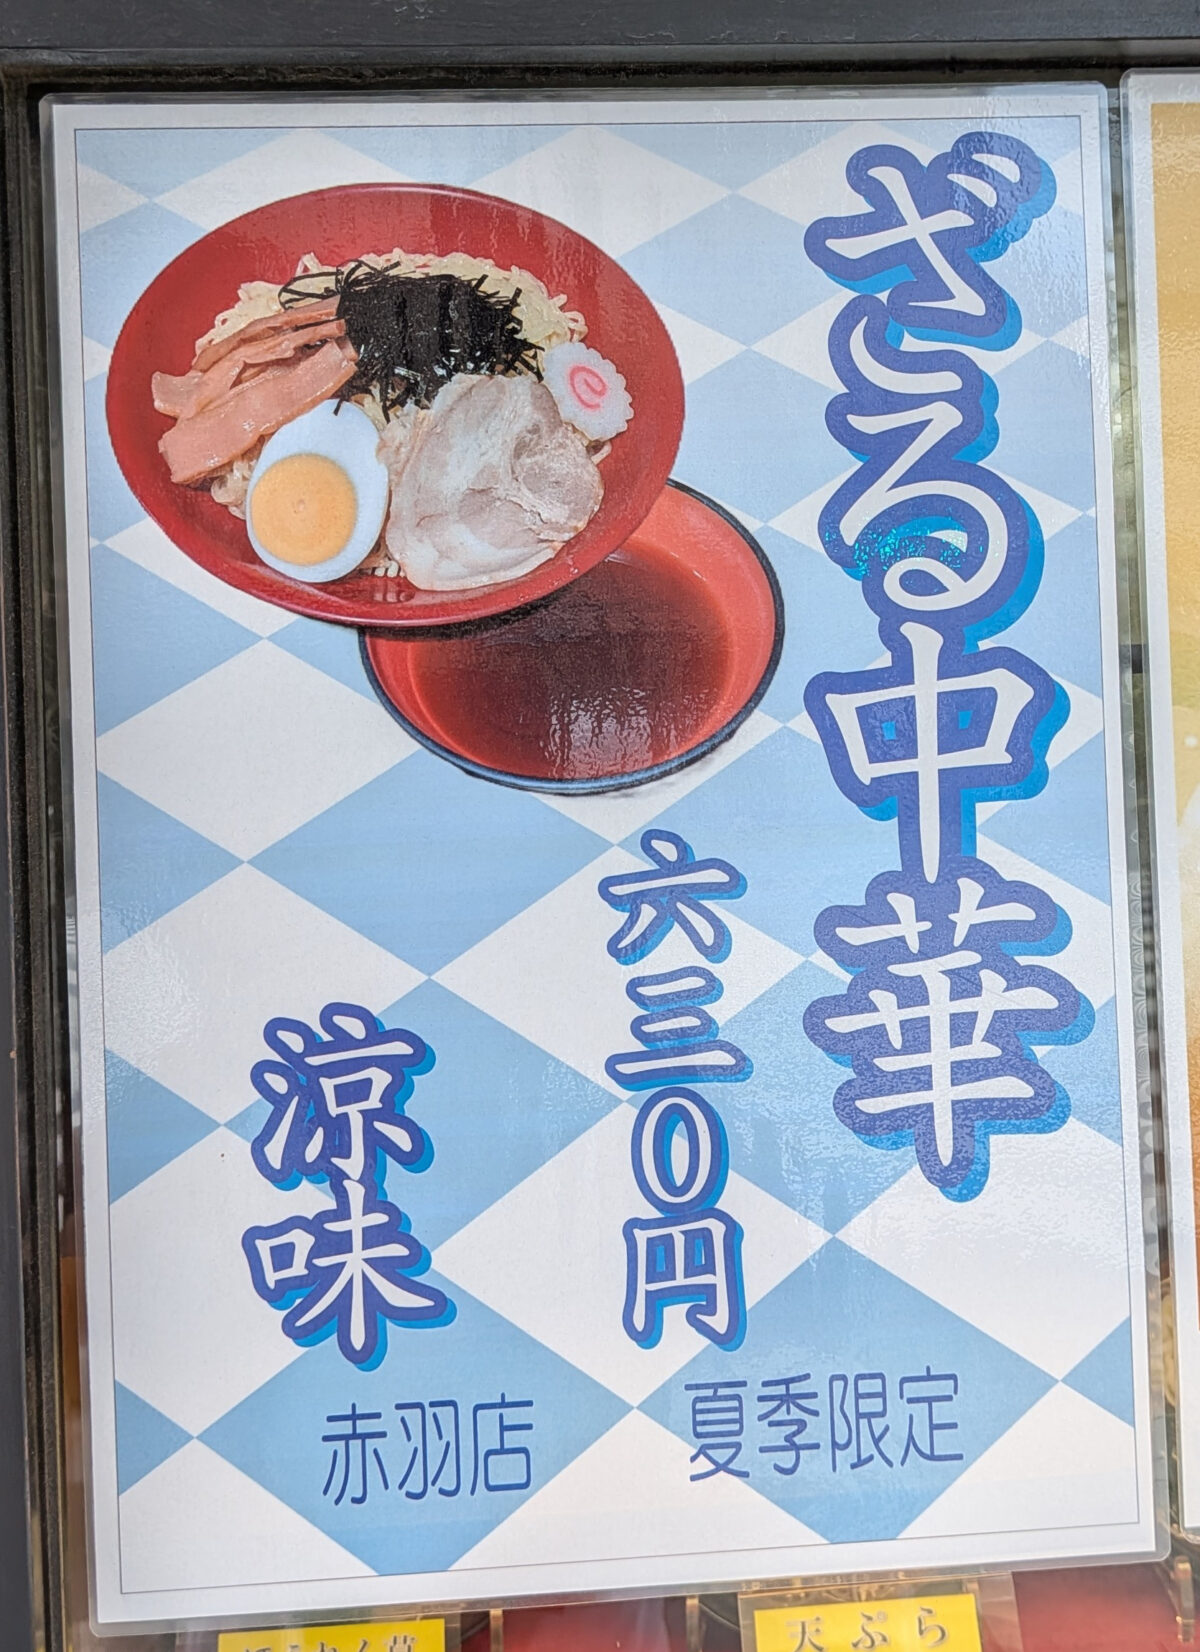 ざる中華
六三〇円
涼味
夏季限定
赤羽店
天ぷら